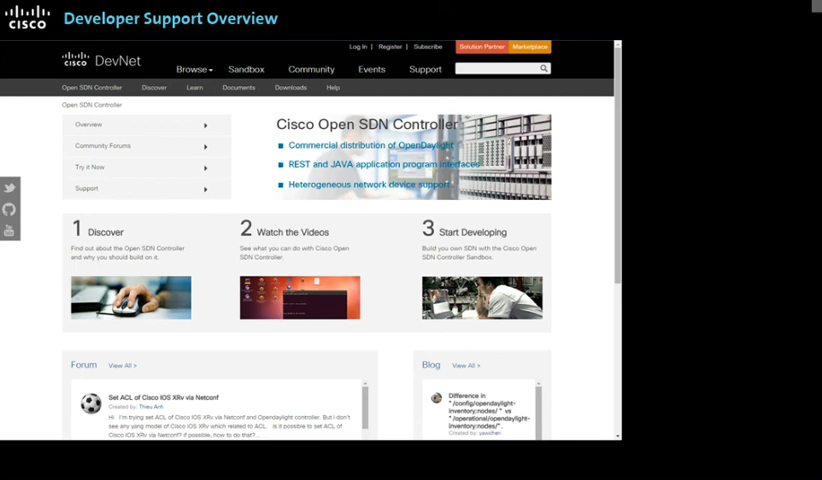 CISCO
Developer Support Overview
Log In | Register | Subscribe
Solution Partner
Marketplace
CISCO DevNet
Browse
Sandbox
Community
Events
Support
Open SDN Controller
Discover
Learn
Documents
Downloads
Help
Open SDN Controller
Overview
Community Forums
Try it Now
Support
Cisco Open SDN Controller
Commercial distribution of OpenDaylight
REST and JAVA application program interfaces
Heterogeneous network device support
1 Discover
Find out about the Open SDN Controller
and why you should build on it.
2 Watch the Videos
See what you can do with Cisco Open
SDN Controller.
3 Start Developing
Build you own SDN with the Cisco Open
SDN Controller Sandbox.
Forum
View All >
Set ACL of Cisco IOS XRv via Netconf
Created by: Thieu Anh
Hi. I'm trying set ACL of Cisco IOS XRv via Netconf and Opendaylight controller. But I don't
see any yang model of Cisco IOS XRv which related to ACL. is it possible to set ACL of
Cisco IOS XRv via Netconf? if possible, how to do that?...
Blog
View All >
Difference in
"/config/opendaylight-
inventory:nodes/ " vs
"/operational/opendaylight-
inventory:nodes/".
Created by: yawchen